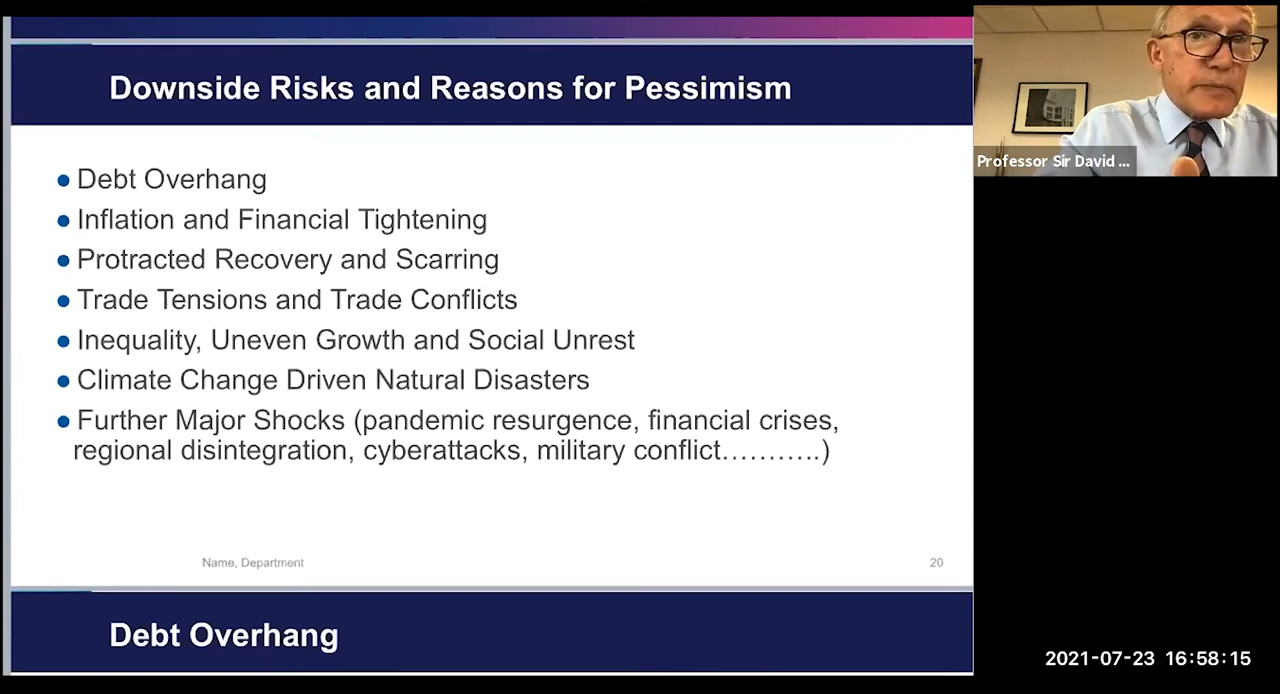 Downside Risks and Reasons for Pessimism
● Debt Overhang
● Inflation and Financial Tightening
● Protracted Recovery and Scarring
● Trade Tensions and Trade Conflicts
● Inequality, Uneven Growth and Social Unrest
● Climate Change Driven Natural Disasters
● Further Major Shocks (pandemic resurgence, financial crises,
regional disintegration, cyberattacks, military conflict………..)
Name, Department
20
Debt Overhang
Professor Sir David ...
2021-07-23 16:58:15